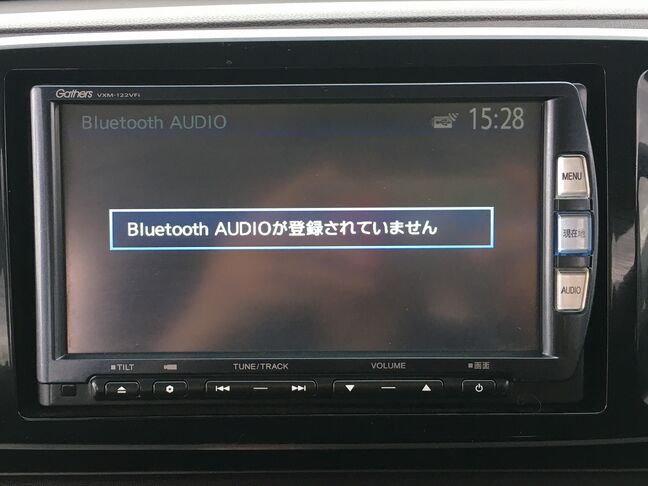 Gathers VXM-122VFi
Bluetooth AUDIO 15:28
MENU
Bluetooth AUDIOが登録されていません
現在地
AUDIO
TILT TUNE/TRACK VOLUME 画面